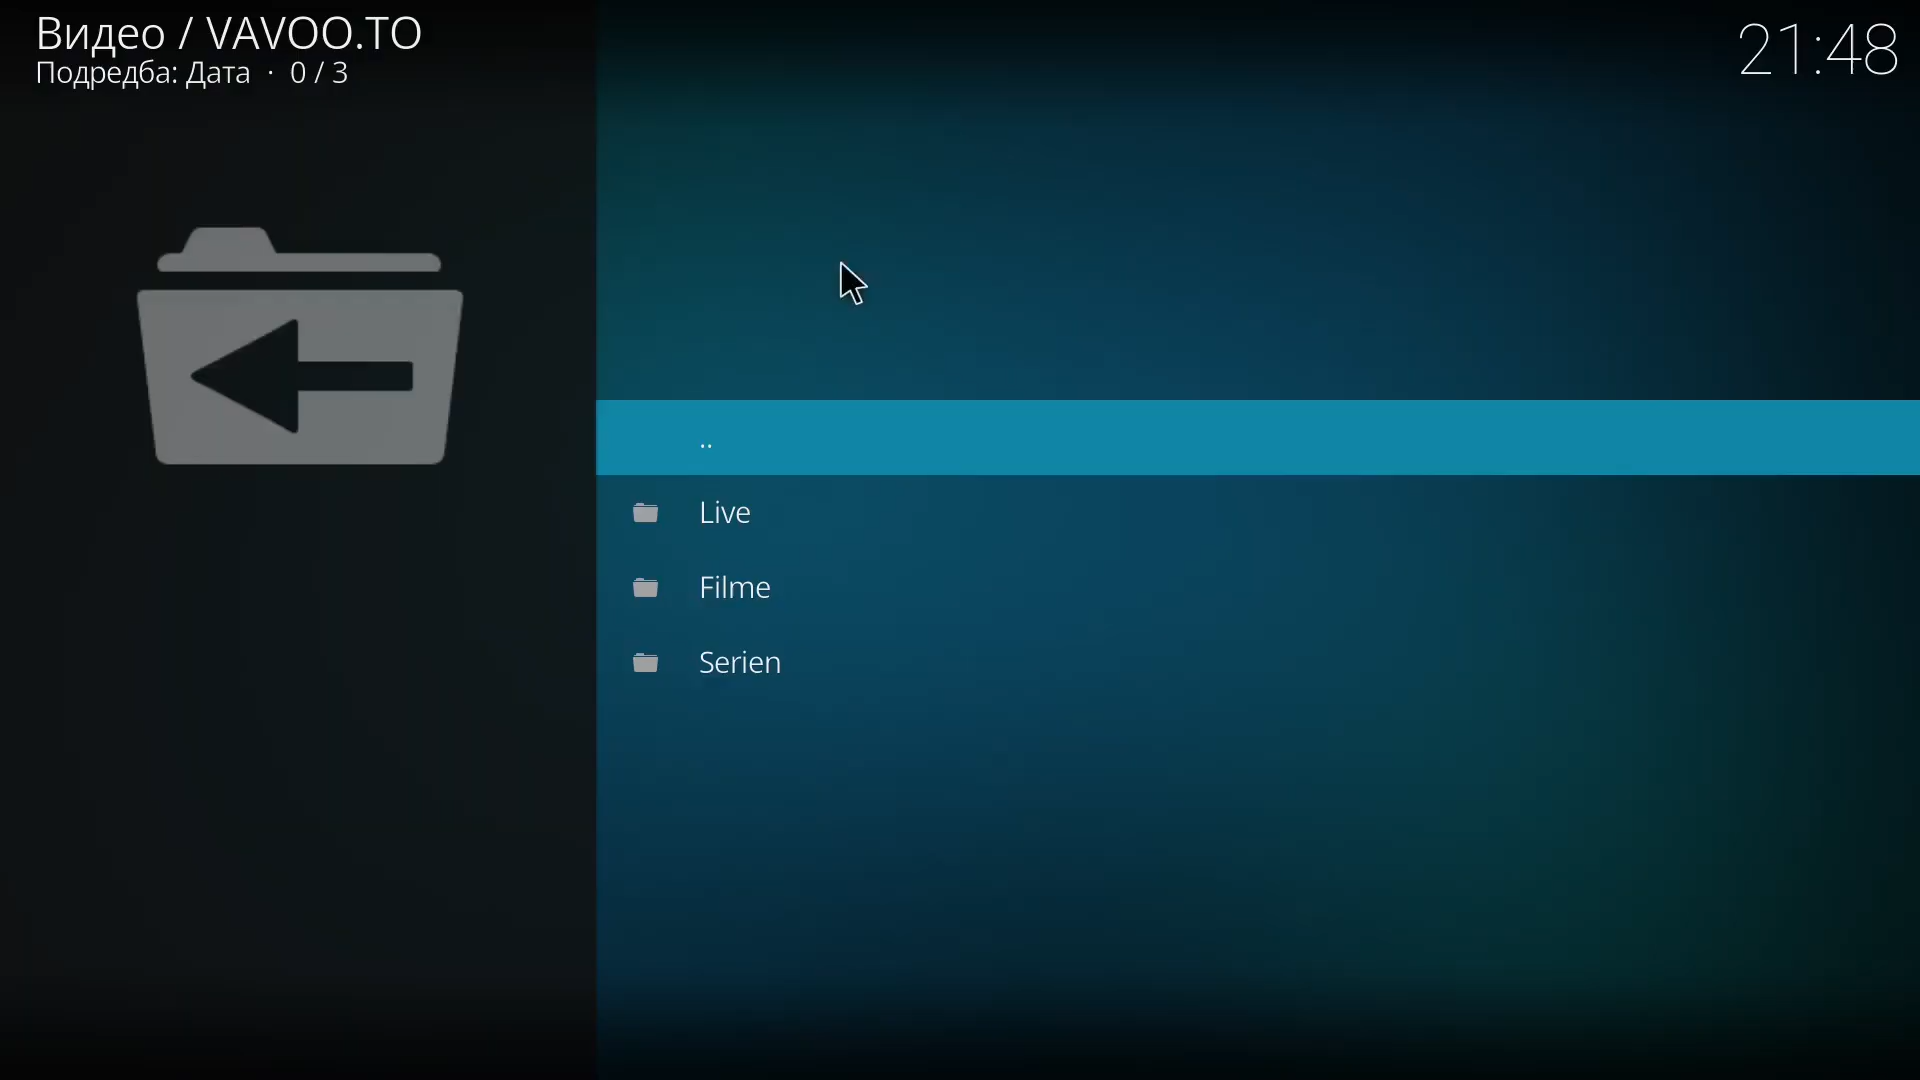 Видео / VAVOO.TO
Подредба: Дата · 0 / 3
21:48
..
Live
Filme
Serien